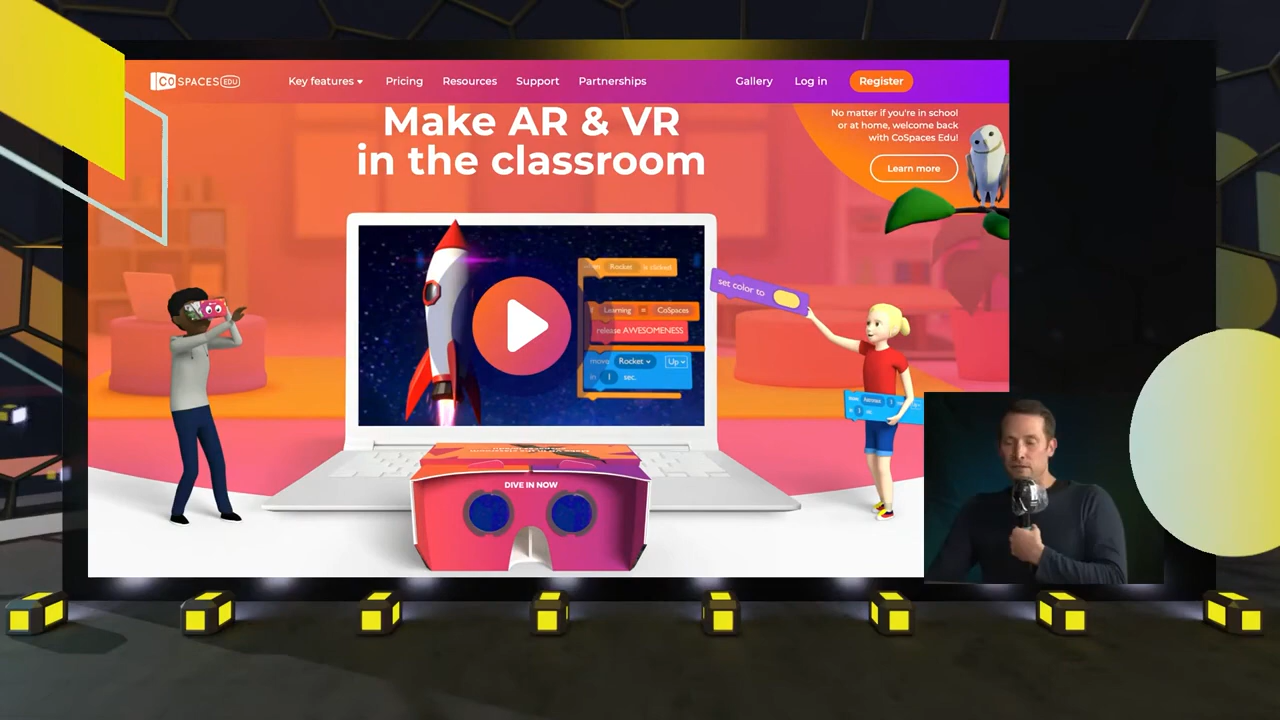 CO SPACES EDU
Key features
Pricing
Resources
Support
Partnerships
Gallery
Log in
Register
Make AR & VR
in the classroom
No matter if you're in school
or at home, welcome back
with CoSpaces Edu!
Learn more
Rocket is clicked
Learning = CoSpaces
release AWESOMENESS
move Rocket Up
in 1 sec.
set color to
DIVE IN NOW